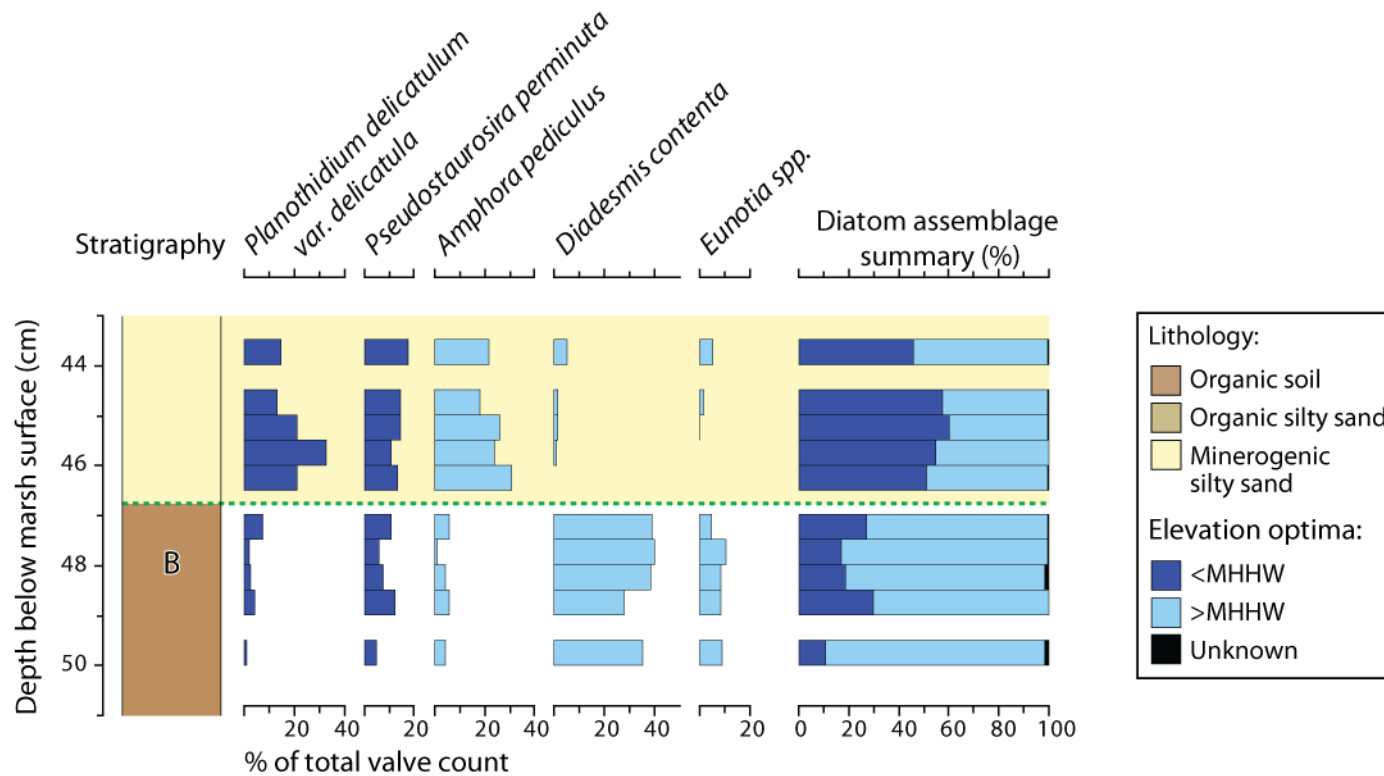 Planothidium delicatulum
var. delicatula
Pseudostaurosira perminuta
Amphora pediculus
Diadesmis contenta
Eunotia spp.
Stratigraphy
Diatom assemblage
summary (%)
Depth below marsh surface (cm)
44
46
48
50
B
20 40
20
20 40
20 40
20
0 20 40 60 80 100
% of total valve count
Lithology:
Organic soil
Organic silty sand
Minerogenic
silty sand
Elevation optima:
<MHHW
>MHHW
Unknown